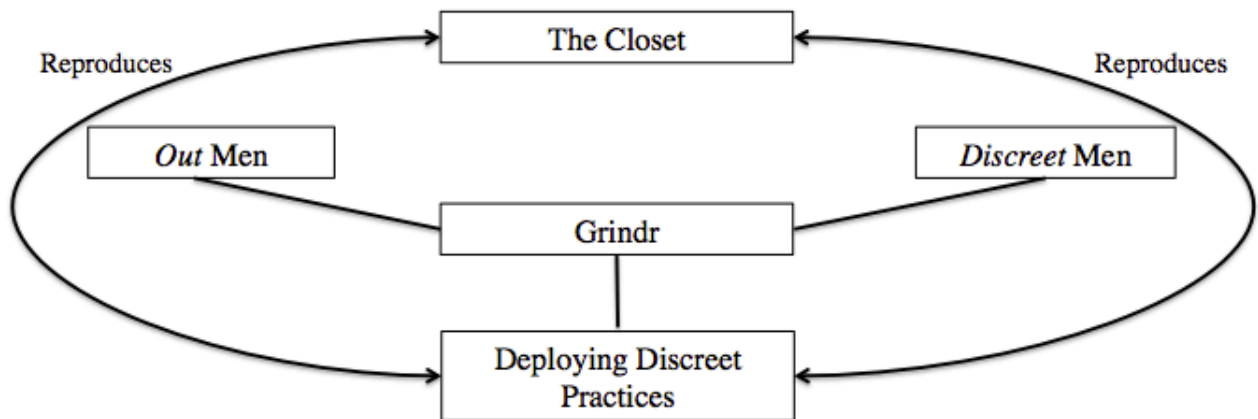 The Closet
Reproduces
Reproduces
Out Men
Discreet Men
Grindr
Deploying Discreet
Practices